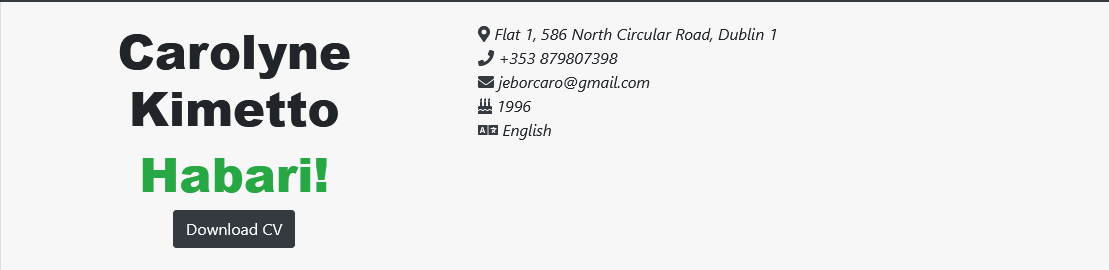 Carolyne
Kimetto
Habari!
Download CV
Flat 1, 586 North Circular Road, Dublin 1
+353 879807398
jeborcaro@gmail.com
1996
English